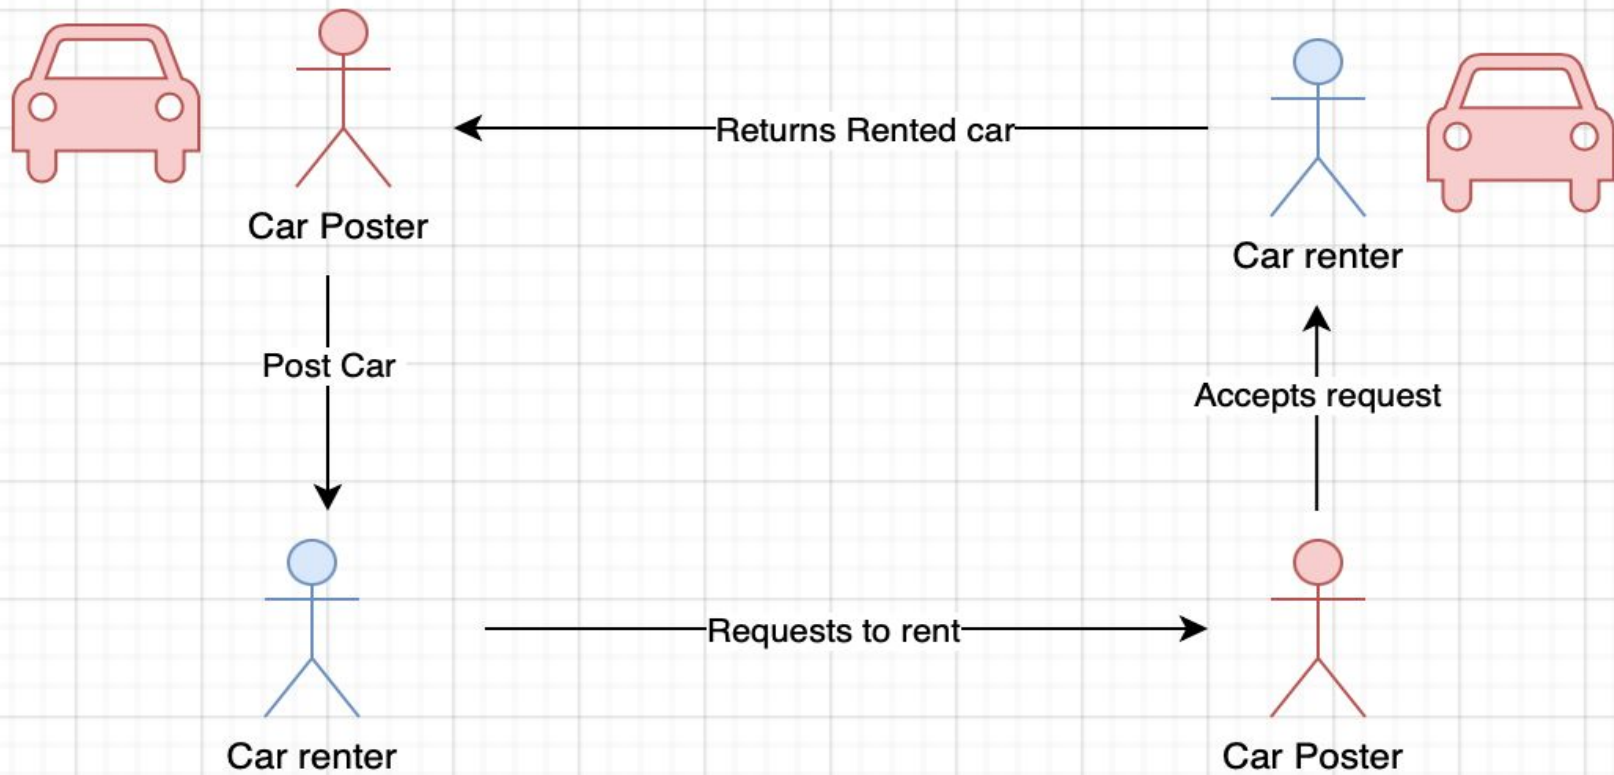 Returns Rented car
Car Poster
Car renter
Post Car
Accepts request
Requests to rent
Car renter
Car Poster